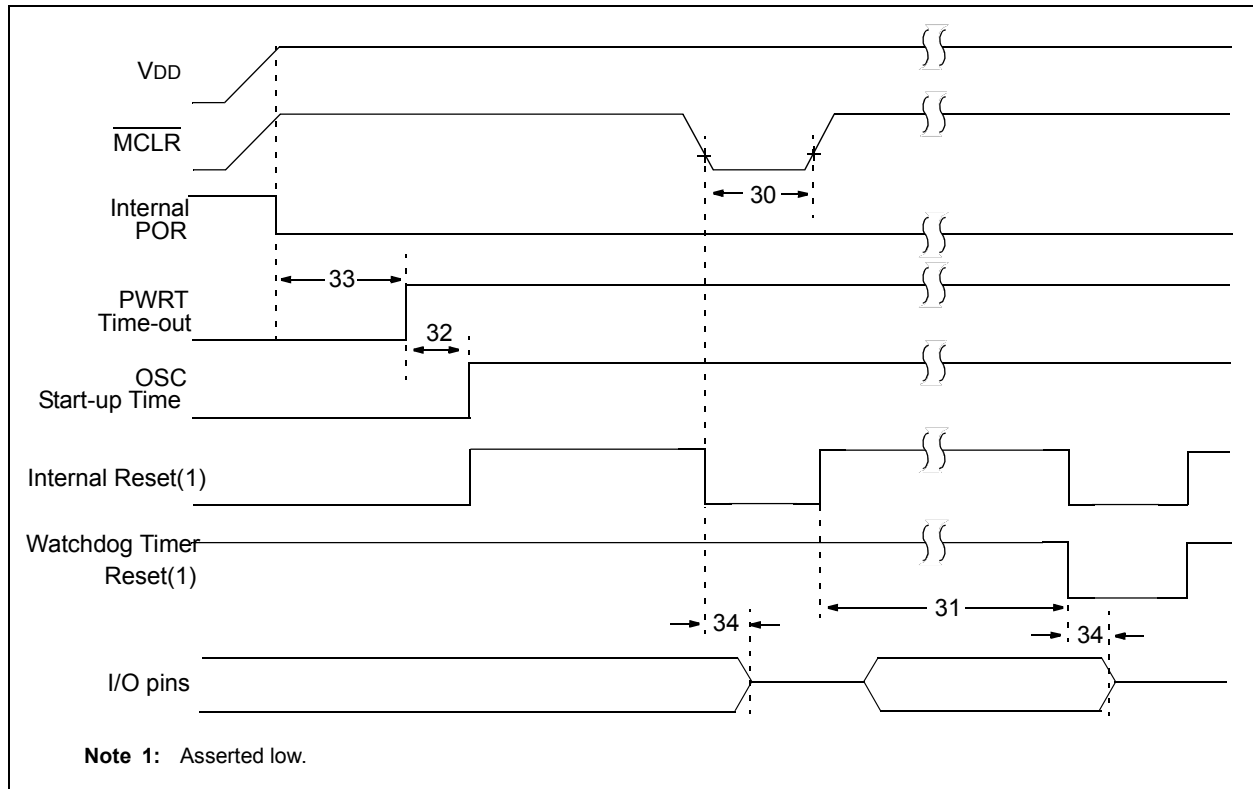 VDD
MCLR
30
Internal
POR
33
PWRT
Time-out
32
OSC
Start-up Time
Internal Reset(1)
Watchdog Timer
Reset(1)
31
34
34
I/O pins
Note 1: Asserted low.